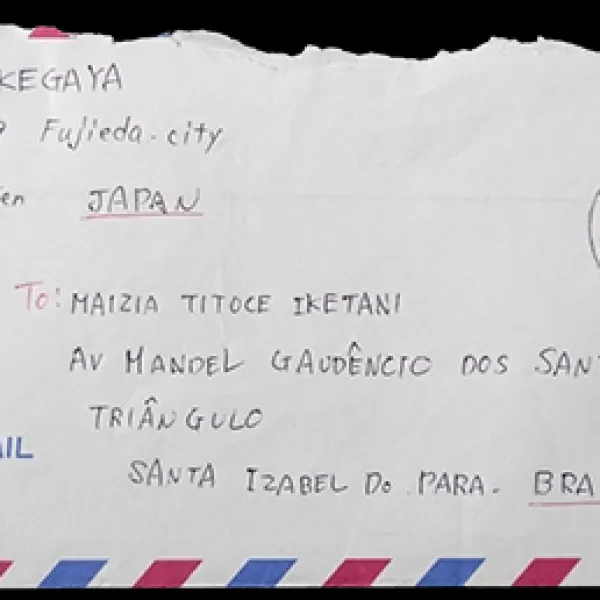 KEGAYA
Fujieda-city
en JAPAN
To: MAIZIA TITOCE IKETANI
AV MANOEL GAUDÊNCIO DOS SAN
TRIÂNGULO
AIL
SANTA IZABEL DO PARA. BRA